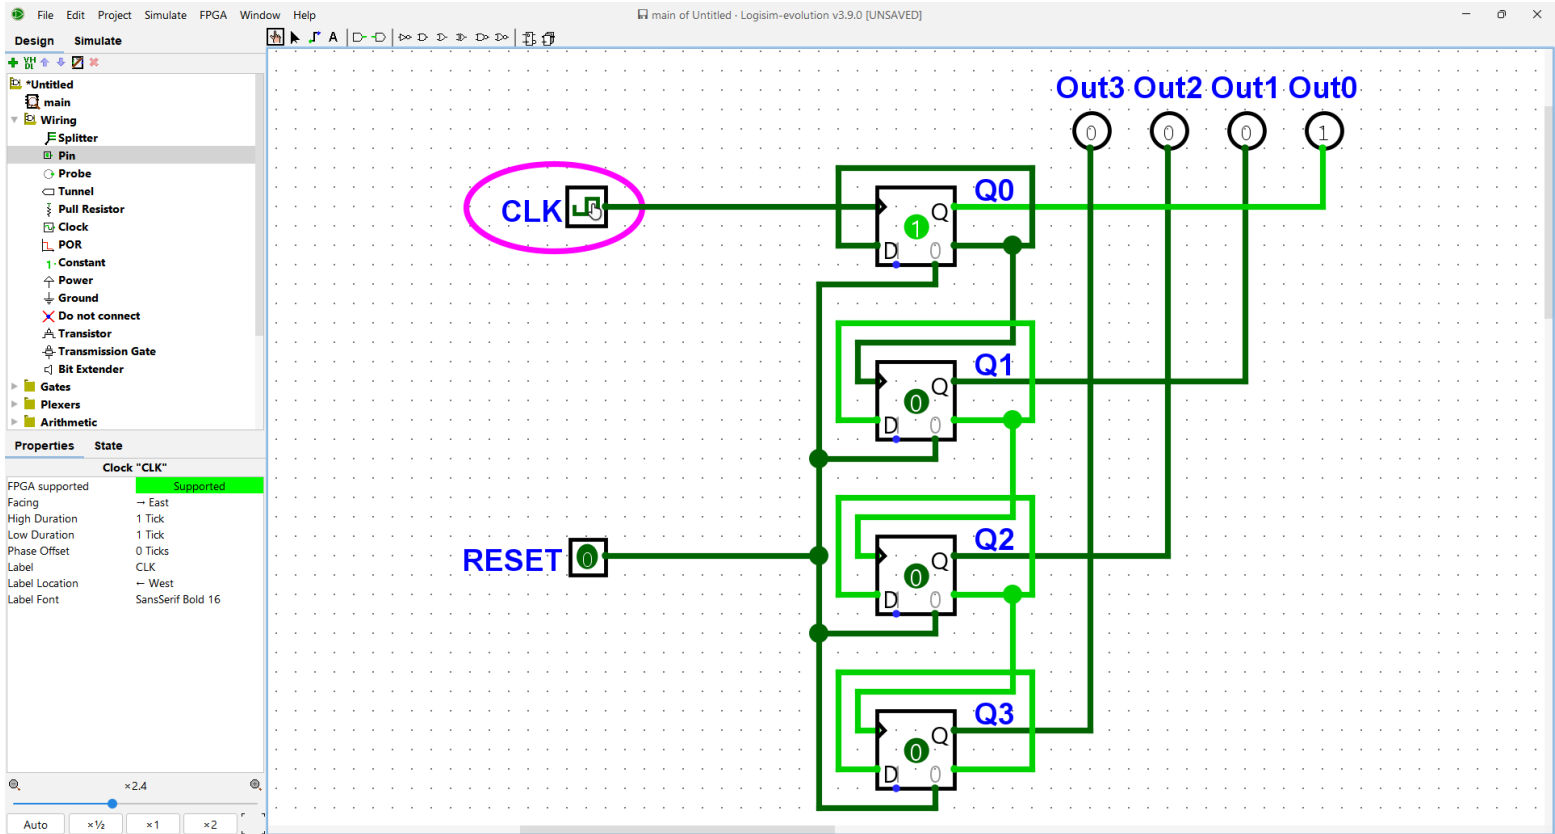 File Edit Project Simulate FPGA Window Help
main of Untitled · Logisim-evolution v3.9.0 [UNSAVED]
Design Simulate
A
VH
DL
*Untitled
main
Wiring
Splitter
Pin
Probe
Tunnel
Pull Resistor
Clock
POR
Constant
Power
Ground
Do not connect
Transistor
Transmission Gate
Bit Extender
Gates
Plexers
Arithmetic
Properties State
Clock "CLK"
FPGA supported Supported
Facing → East
High Duration 1 Tick
Low Duration 1 Tick
Phase Offset 0 Ticks
Label CLK
Label Location ← West
Label Font SansSerif Bold 16
×2.4
Auto ×½ ×1 ×2
Out3 Out2 Out1 Out0
0 0 0 1
CLK
Q0
Q
1
D 0
Q1
Q
0
D 0
RESET 0
Q2
Q
0
D 0
Q3
Q
0
D 0